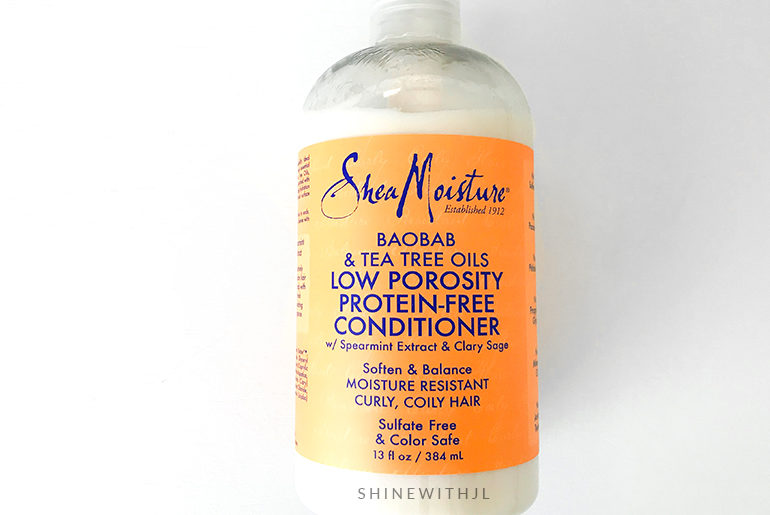 SheaMoisture®
Established 1912
BAOBAB
& TEA TREE OILS
LOW POROSITY
PROTEIN-FREE
CONDITIONER
w/ Spearmint Extract & Clary Sage
Soften & Balance
MOISTURE RESISTANT
CURLY, COILY HAIR
Sulfate Free
& Color Safe
13 fl oz / 384 mL
SHINEWITHJL